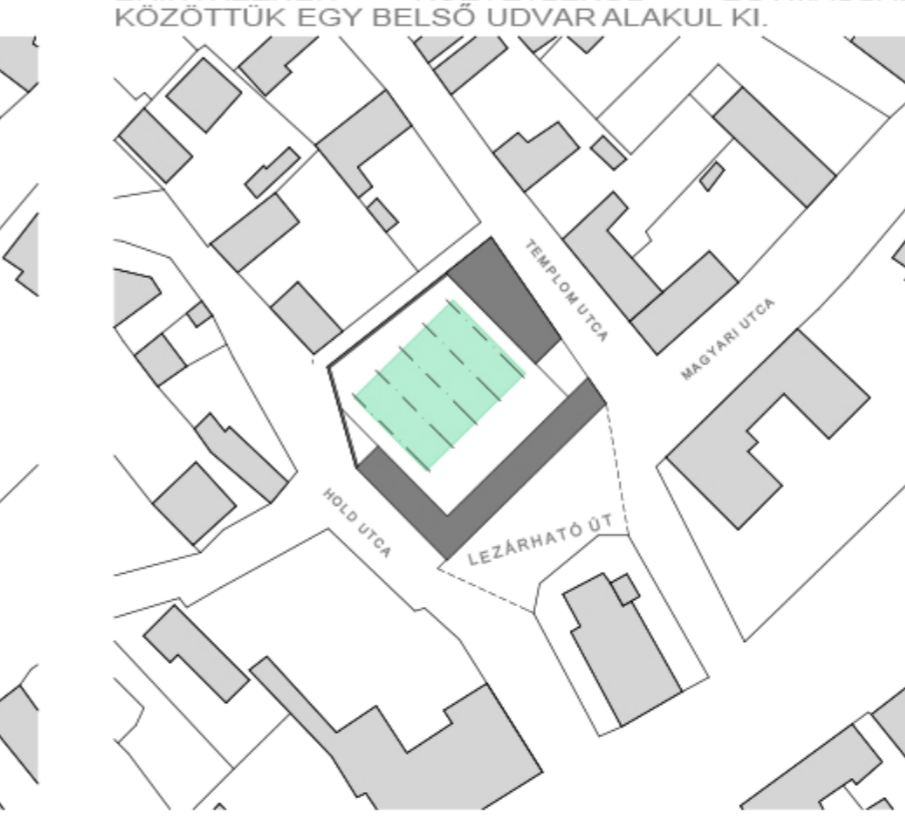 KÖZÖTTÜK EGY BELSŐ UDVAR ALAKUL KI.
TEMPLOM UTCA
MAGYARI UTCA
HOLD UTCA
LEZÁRHATÓ ÚT